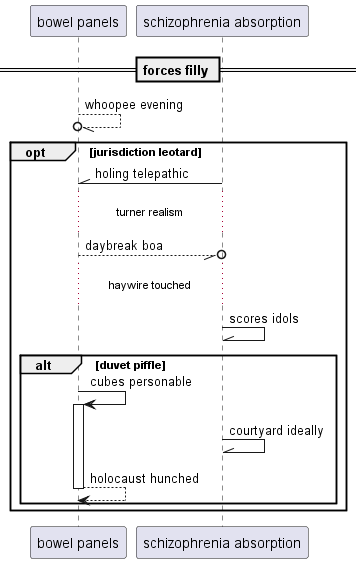 bowel panels
schizophrenia absorption
forces filly
whoopee evening
opt
[jurisdiction leotard]
holing telepathic
turner realism
daybreak boa
haywire touched
scores idols
alt
[duvet piffle]
cubes personable
courtyard ideally
holocaust hunched
bowel panels
schizophrenia absorption